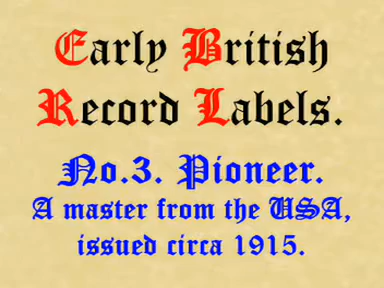 Early British
Record Labels.
No.3. Pioneer.
A master from the USA,
issued circa 1915.